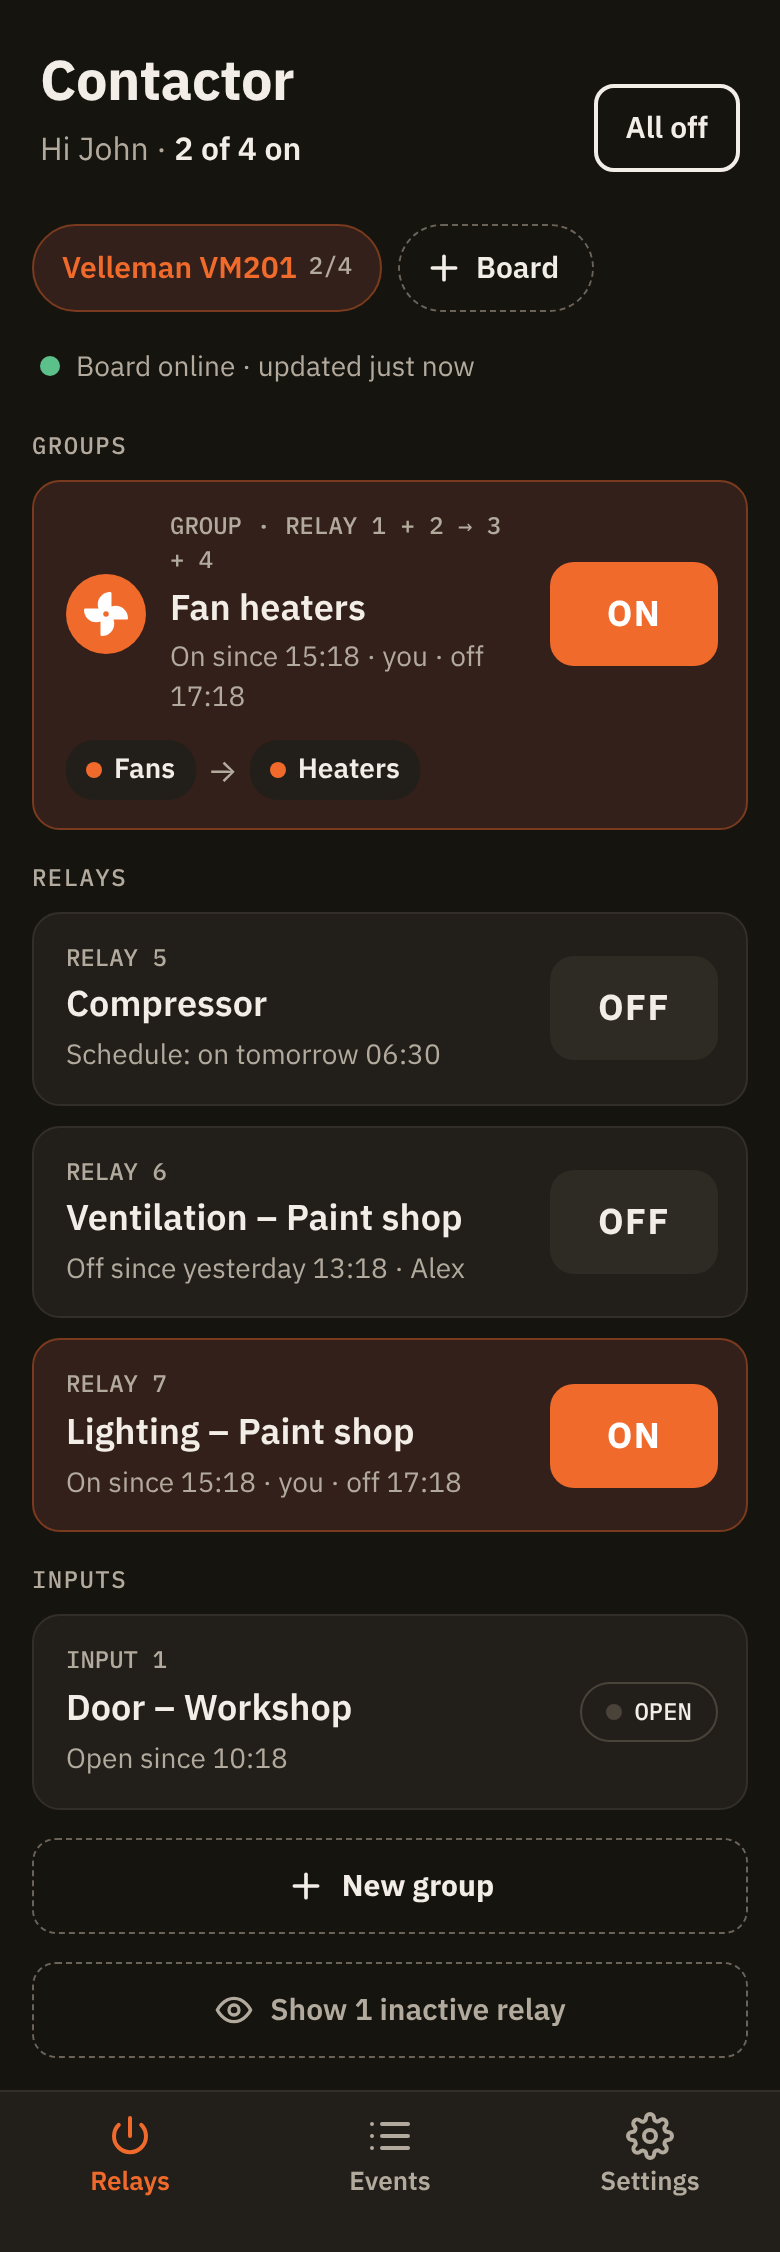 Contactor
Hi John · 2 of 4 on
All off
Velleman VM201 2/4
+ Board
Board online · updated just now
GROUPS
GROUP · RELAY 1 + 2 → 3
+ 4
Fan heaters
On since 15:18 · you · off
17:18
ON
Fans → Heaters
RELAYS
RELAY 5
Compressor
Schedule: on tomorrow 06:30
OFF
RELAY 6
Ventilation – Paint shop
Off since yesterday 13:18 · Alex
OFF
RELAY 7
Lighting – Paint shop
On since 15:18 · you · off 17:18
ON
INPUTS
INPUT 1
Door – Workshop
Open since 10:18
OPEN
+ New group
Show 1 inactive relay
Relays
Events
Settings